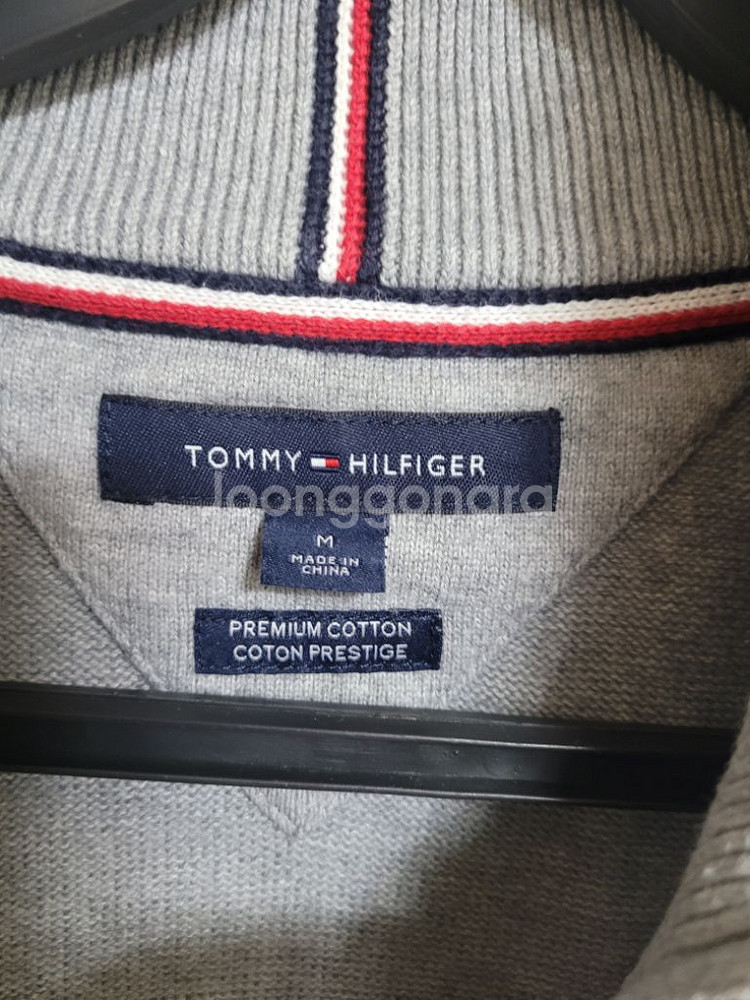 TOMMY HILFIGER
joonggonara
M
MADE IN
CHINA
PREMIUM COTTON
COTON PRESTIGE